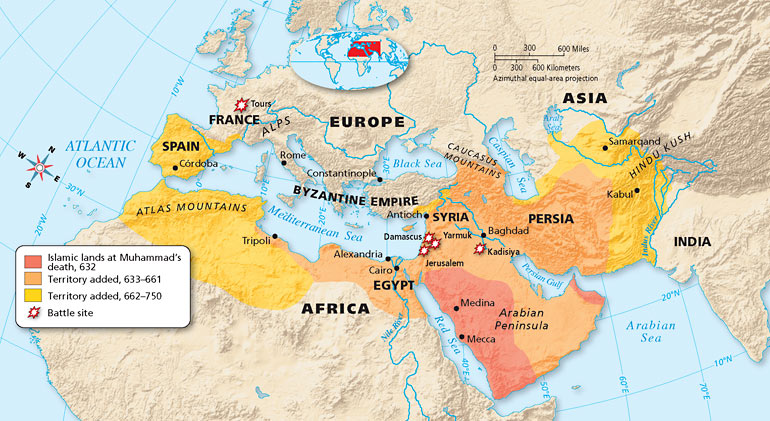 0 300 600 Miles
0 300 600 Kilometers
Azimuthal equal-area projection
ASIA
10°W
Tours
FRANCE
ALPS
EUROPE
Aral
Sea
Samarqand
HINDU KUSH
ATLANTIC
OCEAN
N
E
S
W
SPAIN
Córdoba
Rome
Constantinople
30°E
Black Sea
CAUCASUS
MOUNTAINS
Caspian
Sea
30°N
20°W
10°E
20°E
BYZANTINE EMPIRE
Kabul
ATLAS MOUNTAINS
Mediterranean Sea
Antioch
SYRIA
PERSIA
Tripoli
Damascus
Yarmuk
Baghdad
Indus River
INDIA
Alexandria
Jerusalem
Kadisiya
Cairo
EGYPT
Persian Gulf
Islamic lands at Muhammad's
death, 632
Territory added, 633–661
Territory added, 662–750
Battle site
AFRICA
Nile River
Medina
Arabian
Peninsula
Red Sea
Mecca
20°N
Arabian
Sea
10°N
40°E
50°E
60°E
70°E